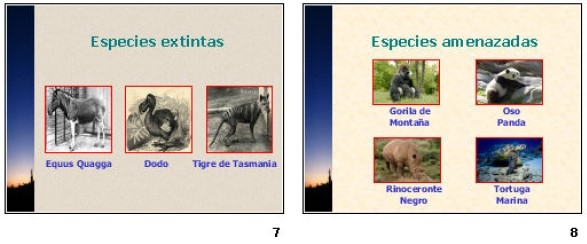 Especies extintas
Equus Quagga Dodo Tigre de Tasmania
7
Especies amenazadas
Gorila de Montaña
Oso Panda
Rinoceronte Negro
Tortuga Marina
8